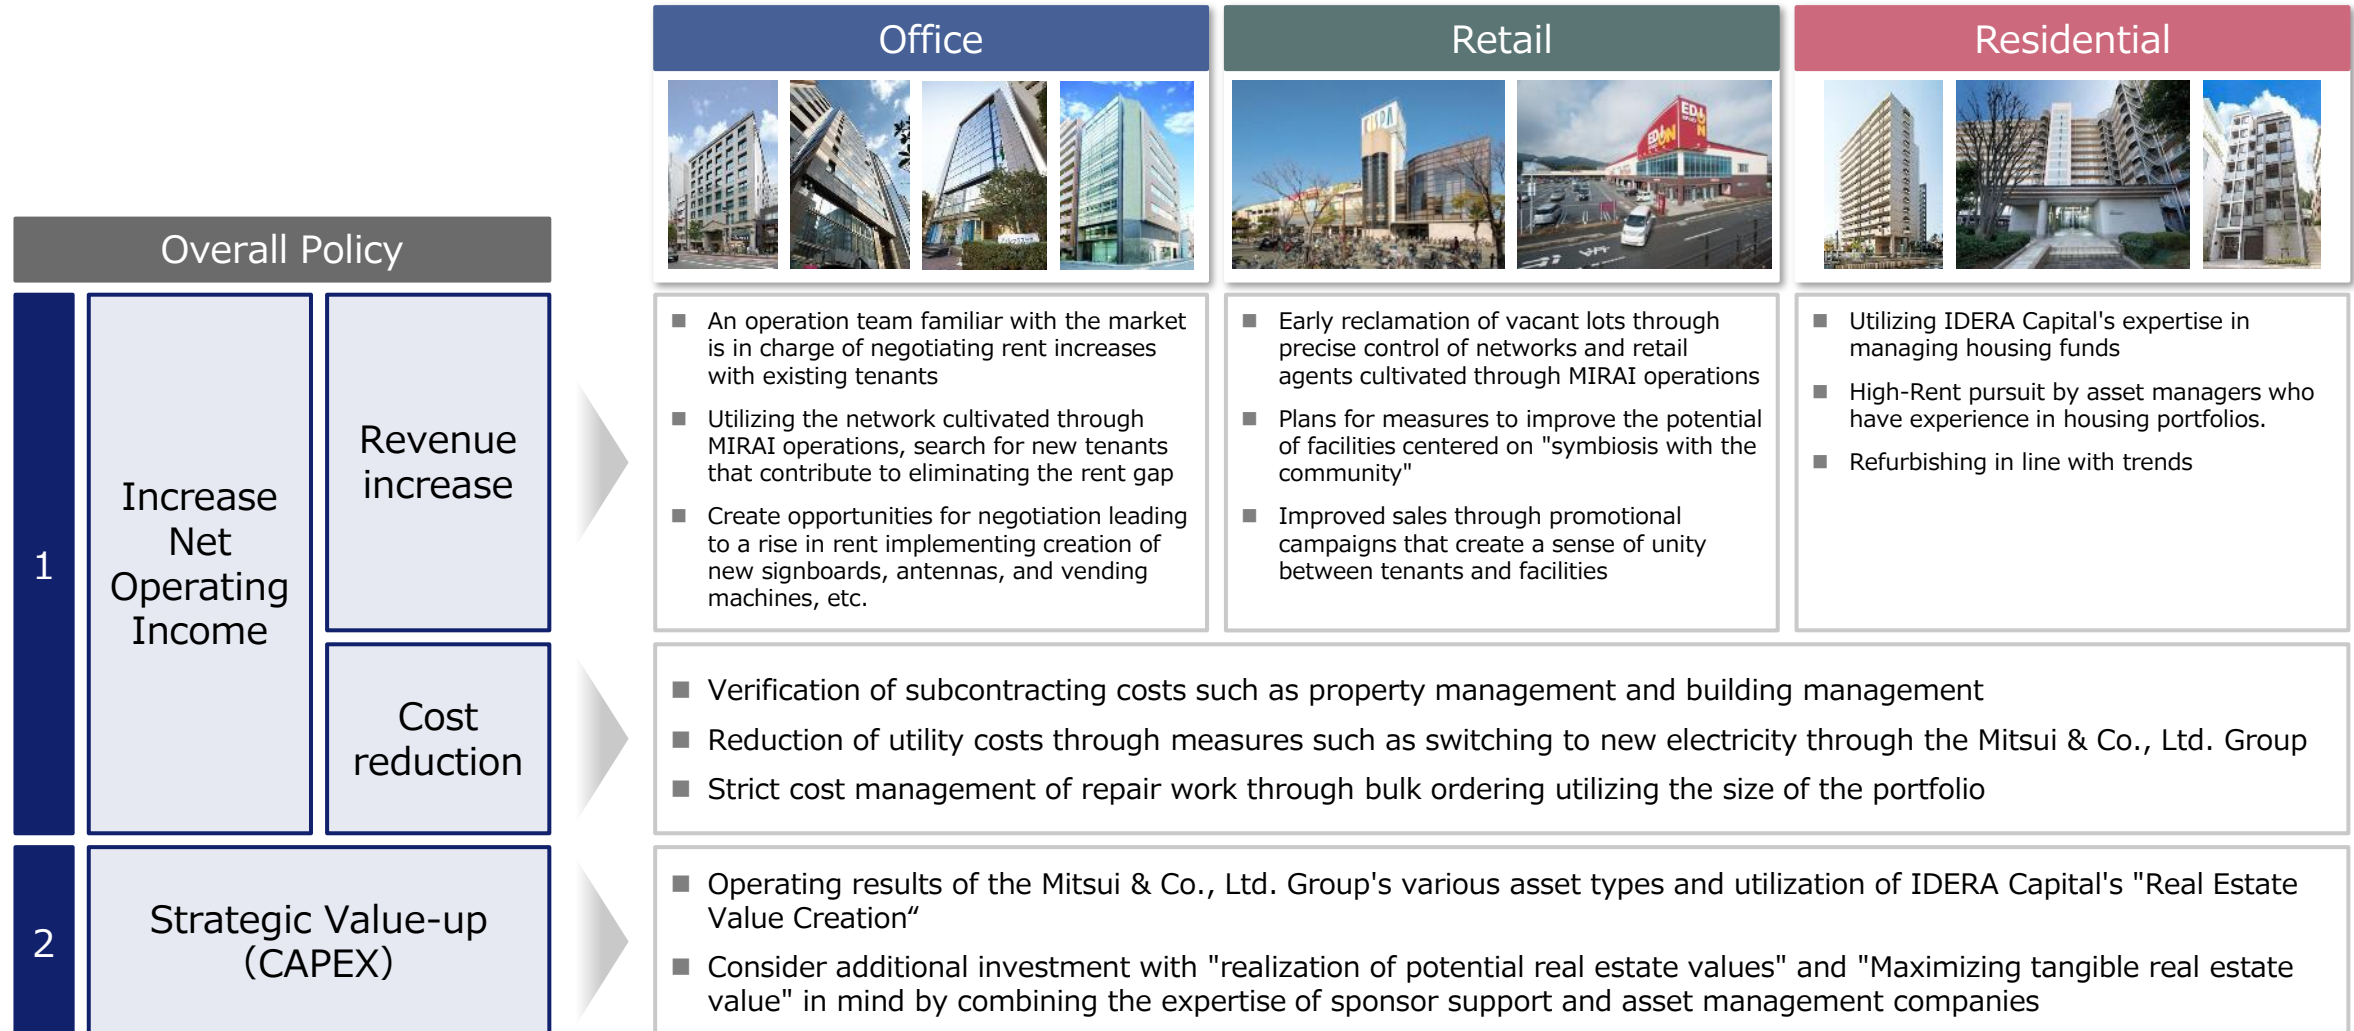 Office
Retail
Residential
EDION
EDION
Overall Policy
1
Increase
Net
Operating
Income
Revenue
increase
■ An operation team familiar with the market
is in charge of negotiating rent increases
with existing tenants
■ Utilizing the network cultivated through
MIRAI operations, search for new tenants
that contribute to eliminating the rent gap
■ Create opportunities for negotiation leading
to a rise in rent implementing creation of
new signboards, antennas, and vending
machines, etc.
■ Early reclamation of vacant lots through
precise control of networks and retail
agents cultivated through MIRAI operations
■ Plans for measures to improve the potential
of facilities centered on "symbiosis with the
community"
■ Improved sales through promotional
campaigns that create a sense of unity
between tenants and facilities
■ Utilizing IDERA Capital's expertise in
managing housing funds
■ High-Rent pursuit by asset managers who
have experience in housing portfolios.
■ Refurbishing in line with trends
Cost
reduction
■ Verification of subcontracting costs such as property management and building management
■ Reduction of utility costs through measures such as switching to new electricity through the Mitsui & Co., Ltd. Group
■ Strict cost management of repair work through bulk ordering utilizing the size of the portfolio
2
Strategic Value-up
（CAPEX）
■ Operating results of the Mitsui & Co., Ltd. Group's various asset types and utilization of IDERA Capital's "Real Estate
Value Creation“
■ Consider additional investment with "realization of potential real estate values" and "Maximizing tangible real estate
value" in mind by combining the expertise of sponsor support and asset management companies